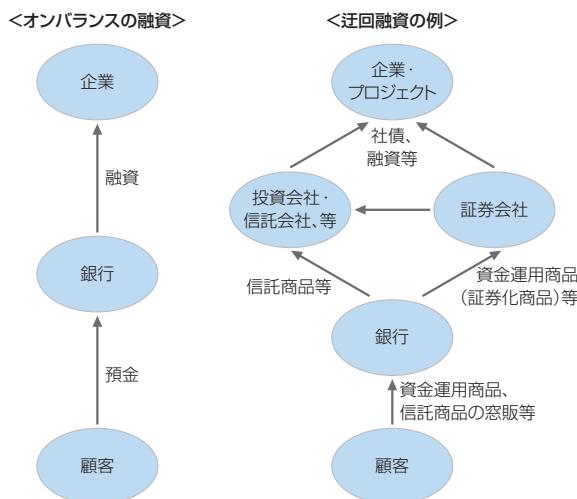 <オンバランスの融資>
企業
融資
銀行
預金
顧客
<迂回融資の例>
企業・
プロジェクト
社債、
融資等
投資会社・
信託会社、等
証券会社
信託商品等
資金運用商品
(証券化商品)等
銀行
資金運用商品、
信託商品の窓販等
顧客